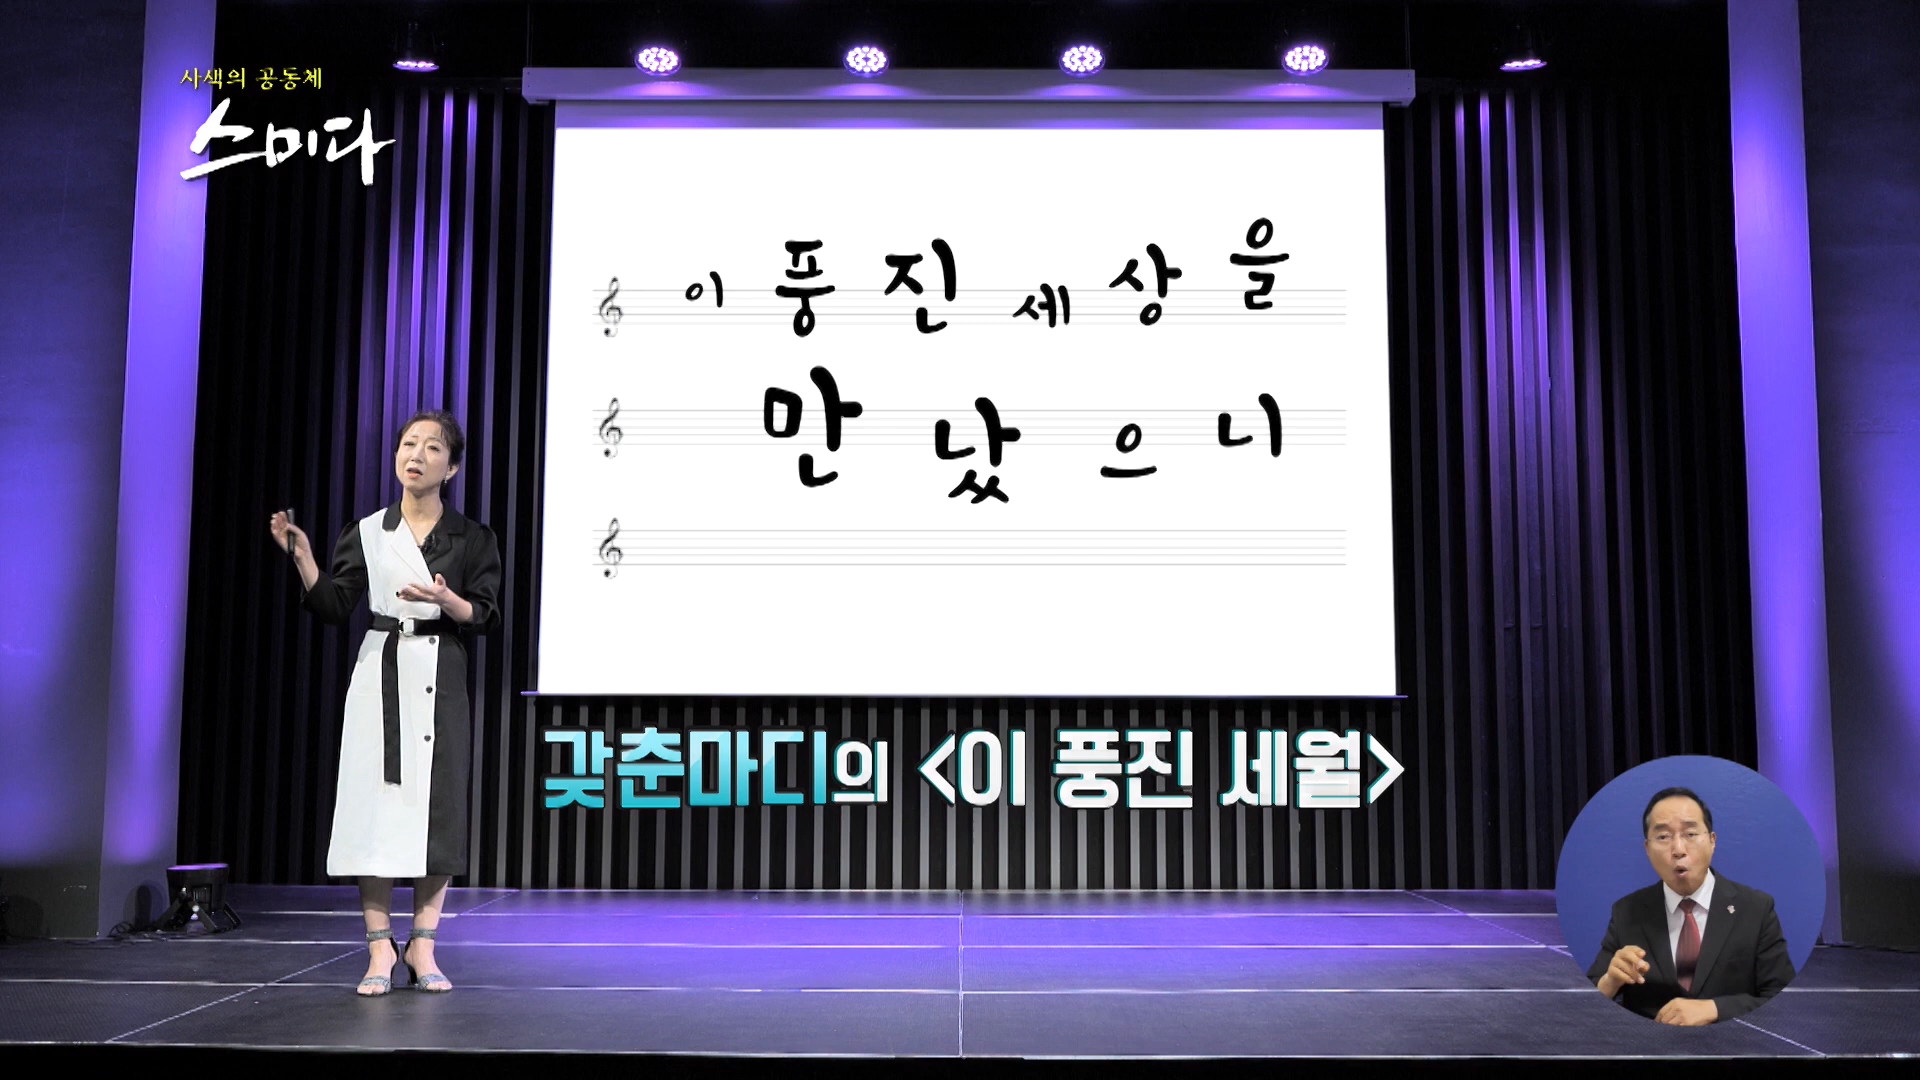 사색의 공동체
스미다
이 풍 진 세 상 을
만 났 으 니
갖춘마디의 <이 풍진 세월>